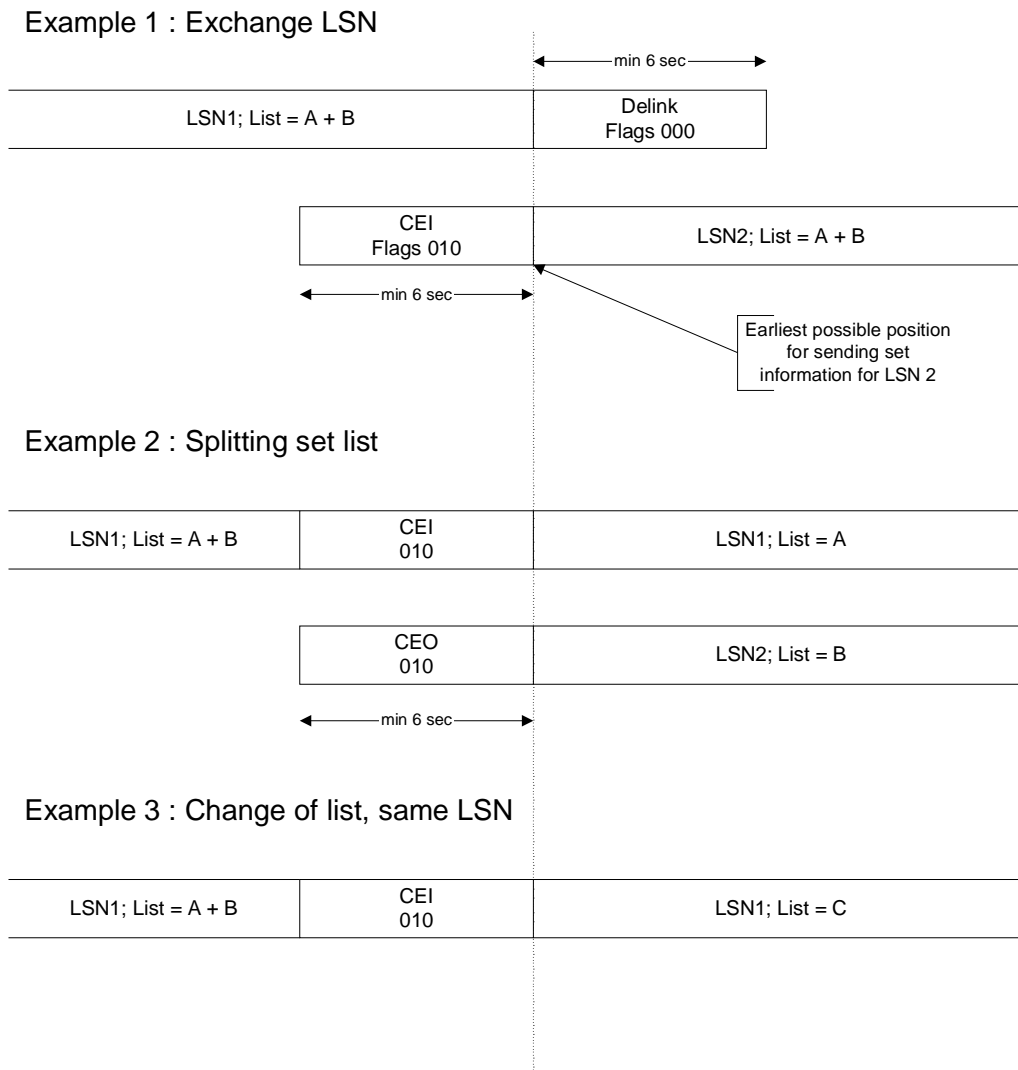 Example 1 : Exchange LSN
min 6 sec
LSN1; List = A + B
Delink
Flags 000
CEI
Flags 010
LSN2; List = A + B
min 6 sec
Earliest possible position
for sending set
information for LSN 2
Example 2 : Splitting set list
LSN1; List = A + B
CEI
010
LSN1; List = A
CEO
010
LSN2; List = B
min 6 sec
Example 3 : Change of list, same LSN
LSN1; List = A + B
CEI
010
LSN1; List = C